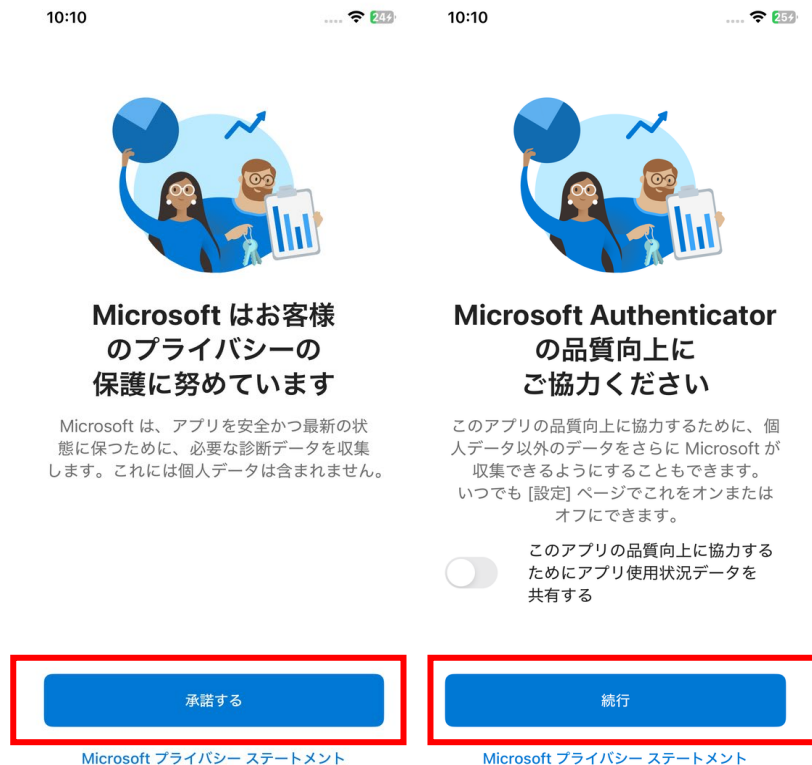 10:10
24
Microsoft はお客様
のプライバシーの
保護に努めています
Microsoft は、アプリを安全かつ最新の状
態に保つために、必要な診断データを収集
します。これには個人データは含まれません。
承諾する
Microsoft プライバシー ステートメント
10:10
25
Microsoft Authenticator
の品質向上に
ご協力ください
このアプリの品質向上に協力するために、個
人データ以外のデータをさらに Microsoft が
収集できるようにすることもできます。
いつでも [設定] ページでこれをオンまたは
オフにできます。
このアプリの品質向上に協力する
ためにアプリ使用状況データを
共有する
続行
Microsoft プライバシー ステートメント